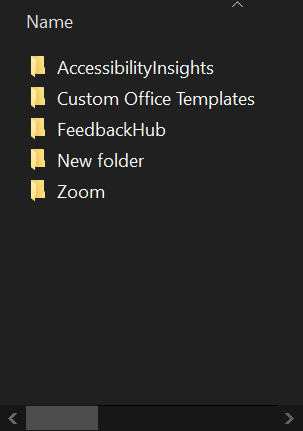 Name
AccessibilityInsights
Custom Office Templates
FeedbackHub
New folder
Zoom